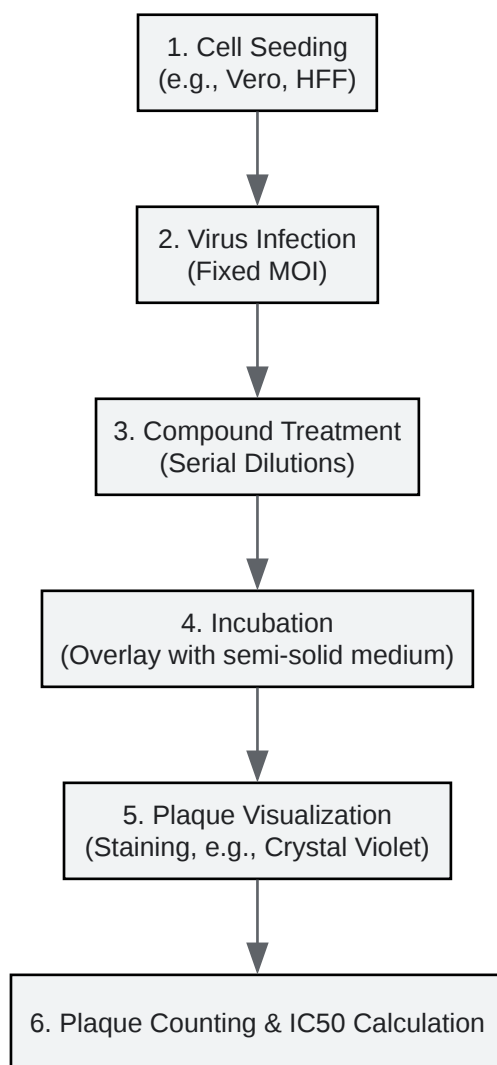 1. Cell Seeding
(e.g., Vero, HFF)
2. Virus Infection
(Fixed MOI)
3. Compound Treatment
(Serial Dilutions)
4. Incubation
(Overlay with semi-solid medium)
5. Plaque Visualization
(Staining, e.g., Crystal Violet)
6. Plaque Counting & IC50 Calculation